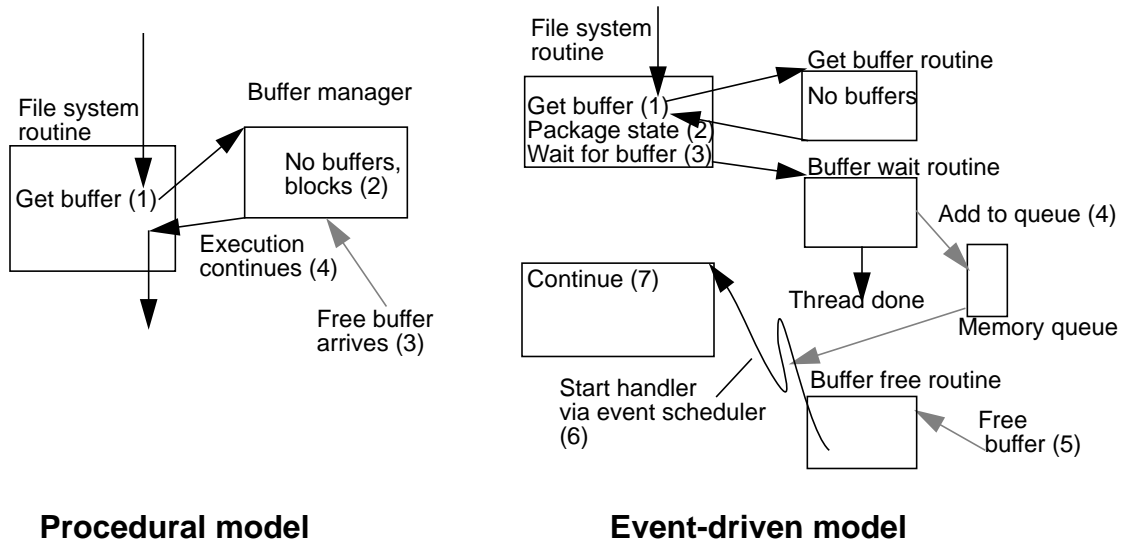 File system
routine
Buffer manager
Get buffer (1)
No buffers,
blocks (2)
Execution
continues (4)
Free buffer
arrives (3)
Procedural model
File system
routine
Get buffer routine
Get buffer (1)
Package state (2)
Wait for buffer (3)
No buffers
Buffer wait routine
Add to queue (4)
Continue (7)
Thread done
Memory queue
Start handler
via event scheduler
(6)
Buffer free routine
Free
buffer (5)
Event-driven model